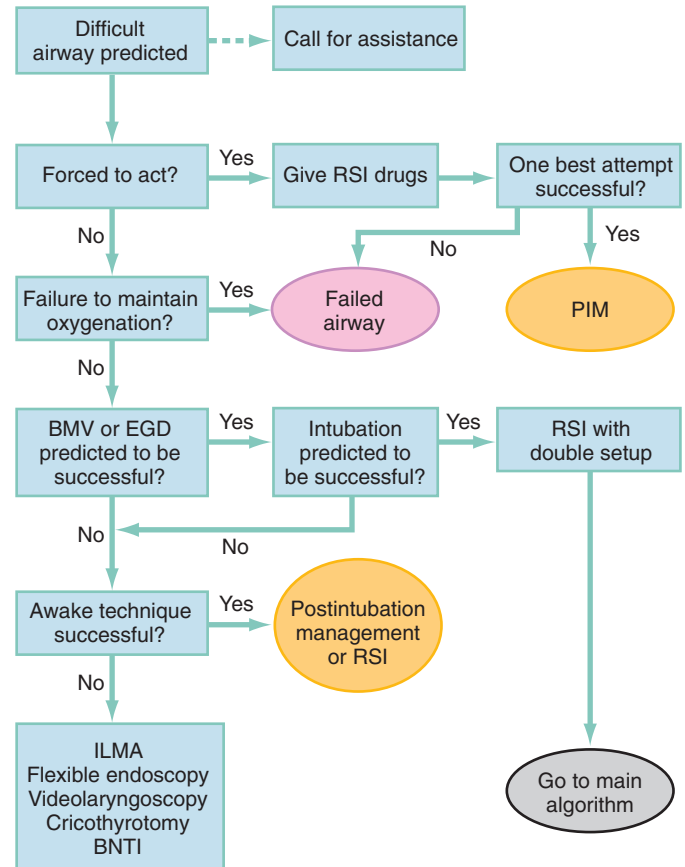 Difficult
airway predicted
Call for assistance
Forced to act?
Yes
Give RSI drugs
One best attempt
successful?
No
No
Yes
Failure to maintain
oxygenation?
Yes
Failed
airway
PIM
No
BMV or EGD
predicted to be
successful?
Yes
Intubation
predicted to
be successful?
Yes
RSI with
double setup
No
No
Awake technique
successful?
Yes
Postintubation
management
or RSI
No
ILMA
Flexible endoscopy
Videolaryngoscopy
Cricothyrotomy
BNTI
Go to main
algorithm